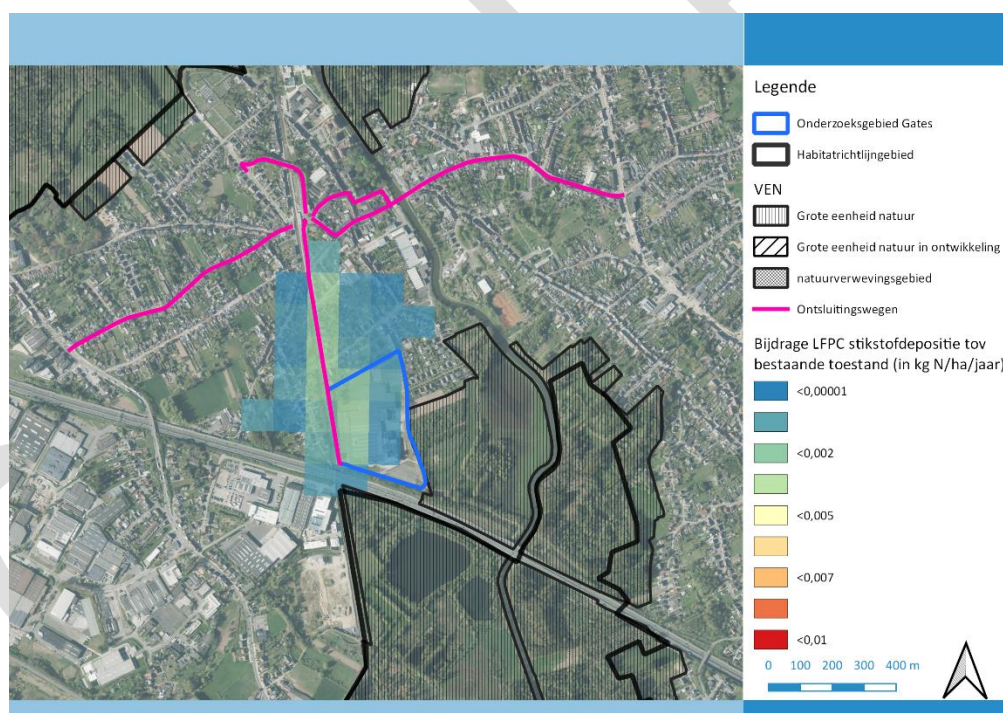 Legende
Onderzoeksgebied Gates
Habitatrichtlijngebied
VEN
Grote eenheid natuur
Grote eenheid natuur in ontwikkeling
natuurverwevingsgebied
Ontsluitingswegen
Bijdrage LFPC stikstofdepositie tov
bestaande toestand (in kg N/ha/jaar)
<0,00001
<0,002
<0,005
<0,007
<0,01
0 100 200 300 400 m